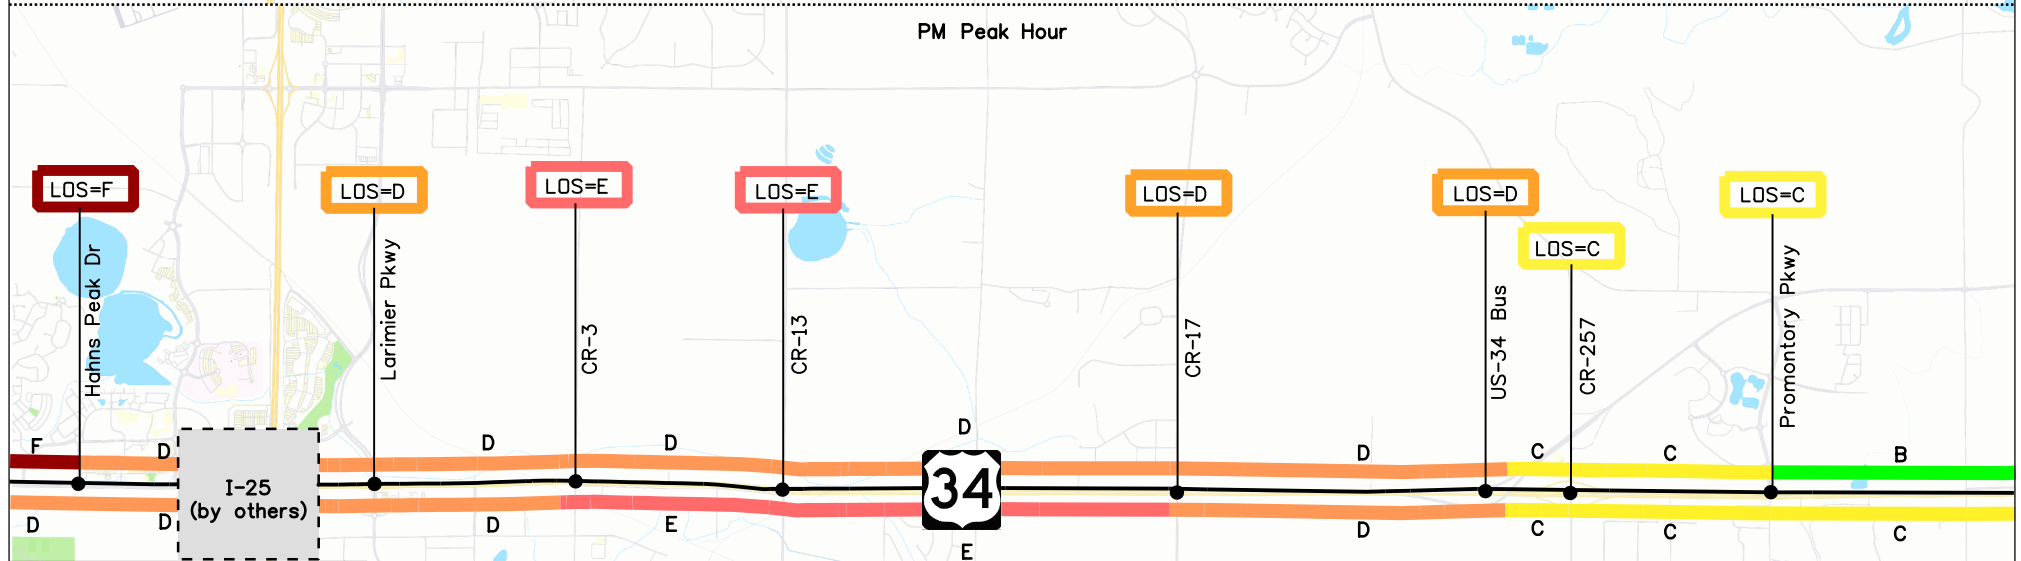 PM Peak Hour
LOS=F
LOS=D
LOS=E
LOS=E
LOS=D
LOS=D
LOS=C
LOS=C
Hahns Peak Dr
Larimier Pkwy
CR-3
CR-13
CR-17
US-34 Bus
CR-257
Promontory Pkwy
F
D
D
D
D
D
C
C
B
I-25
(by others)
34
D
D
D
E
E
D
C
C
C